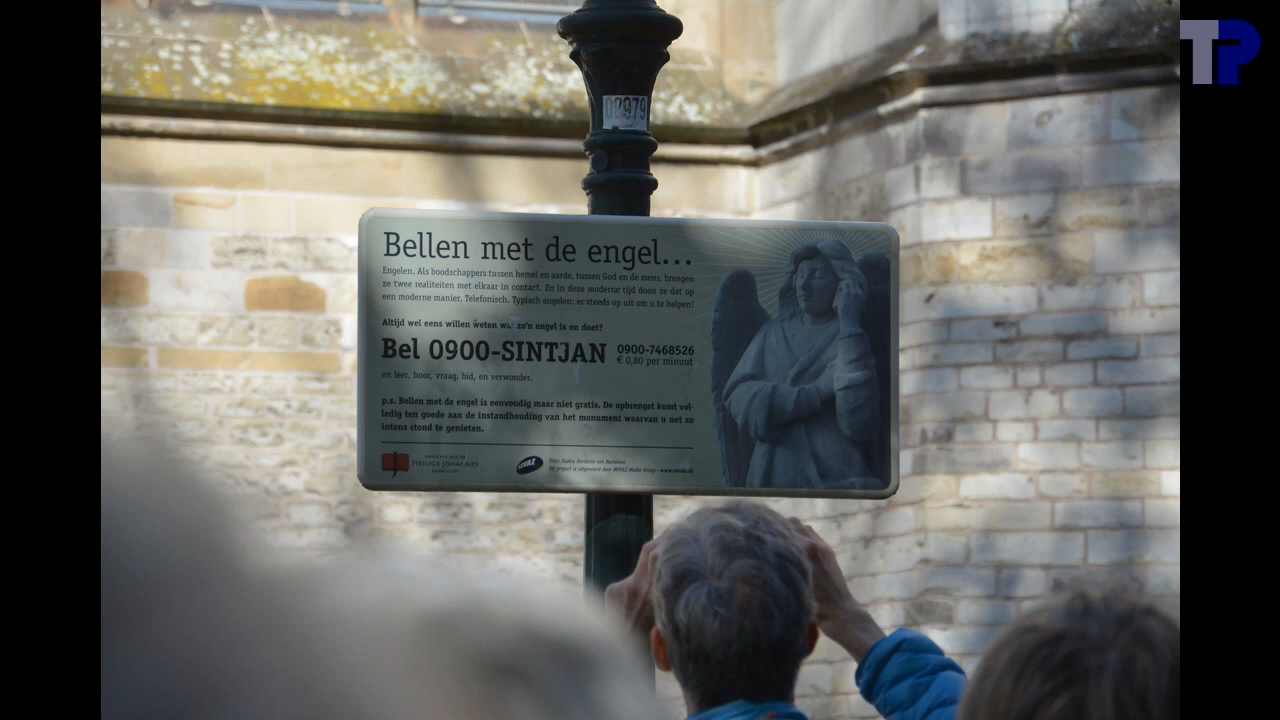 TP
02979
Bellen met de engel...
Engelen. Als boodschappers tussen hemel en aarde, tussen God en de mens, brengen
ze twee realiteiten met elkaar in contact. En in deze moderne tijd doen ze dat op
een moderne manier. Telefonisch. Typisch engelen: er steeds op uit om u te helpen!
Altijd wel eens willen weten wat zo'n engel is en doet?
Bel 0900-SINTJAN 0900-7468526
€ 0,80 per minuut
en leer, hoor, vraag, bid, en verwonder.
p.s. Bellen met de engel is eenvoudig maar niet gratis. De opbrengst komt vol-
ledig ten goede aan de instandhouding van het monument waarvan u net zo
intens stond te genieten.
HEILIGE JOHANNES